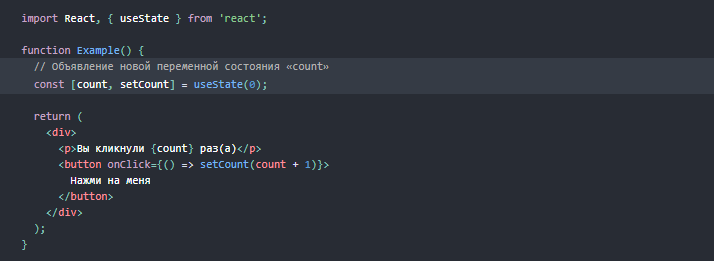 import React, { useState } from 'react';
function Example() {
// Объявление новой переменной состояния «count»
const [count, setCount] = useState(0);
return (
<div>
<p>Вы кликнули {count} раз(а)</p>
<button onClick={() => setCount(count + 1)}>
Нажми на меня
</button>
</div>
);
}